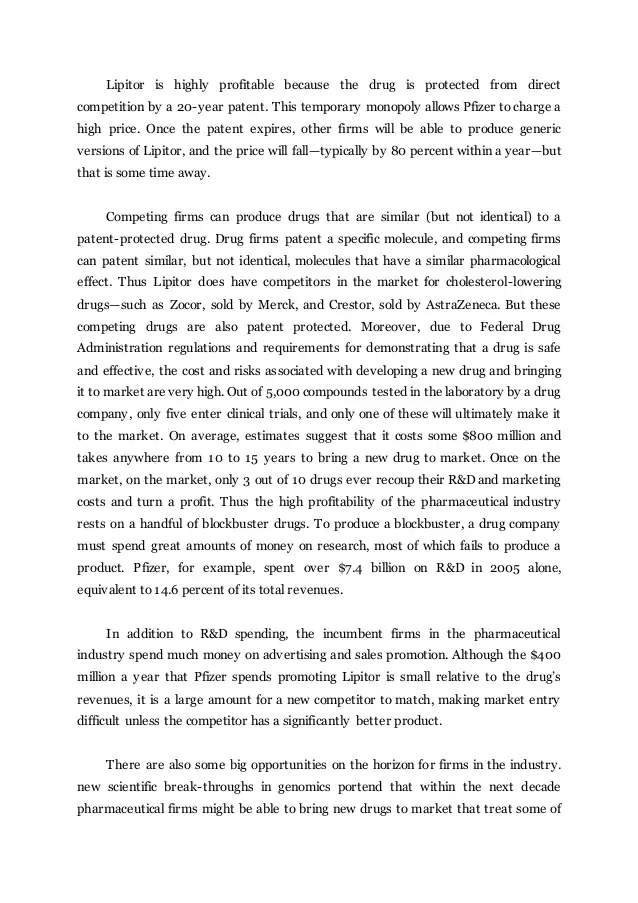 Lipitor is highly profitable because the drug is protected from direct
competition by a 20-year patent. This temporary monopoly allows Pfizer to charge a
high price. Once the patent expires, other firms will be able to produce generic
versions of Lipitor, and the price will fall—typically by 80 percent within a year—but
that is some time away.
Competing firms can produce drugs that are similar (but not identical) to a
patent-protected drug. Drug firms patent a specific molecule, and competing firms
can patent similar, but not identical, molecules that have a similar pharmacological
effect. Thus Lipitor does have competitors in the market for cholesterol-lowering
drugs—such as Zocor, sold by Merck, and Crestor, sold by AstraZeneca. But these
competing drugs are also patent protected. Moreover, due to Federal Drug
Administration regulations and requirements for demonstrating that a drug is safe
and effective, the cost and risks associated with developing a new drug and bringing
it to market are very high. Out of 5,000 compounds tested in the laboratory by a drug
company, only five enter clinical trials, and only one of these will ultimately make it
to the market. On average, estimates suggest that it costs some $800 million and
takes anywhere from 10 to 15 years to bring a new drug to market. Once on the
market, on the market, only 3 out of 10 drugs ever recoup their R&D and marketing
costs and turn a profit. Thus the high profitability of the pharmaceutical industry
rests on a handful of blockbuster drugs. To produce a blockbuster, a drug company
must spend great amounts of money on research, most of which fails to produce a
product. Pfizer, for example, spent over $7.4 billion on R&D in 2005 alone,
equivalent to 14.6 percent of its total revenues.
In addition to R&D spending, the incumbent firms in the pharmaceutical
industry spend much money on advertising and sales promotion. Although the $400
million a year that Pfizer spends promoting Lipitor is small relative to the drug's
revenues, it is a large amount for a new competitor to match, making market entry
difficult unless the competitor has a significantly better product.
There are also some big opportunities on the horizon for firms in the industry.
new scientific break-throughs in genomics portend that within the next decade
pharmaceutical firms might be able to bring new drugs to market that treat some of